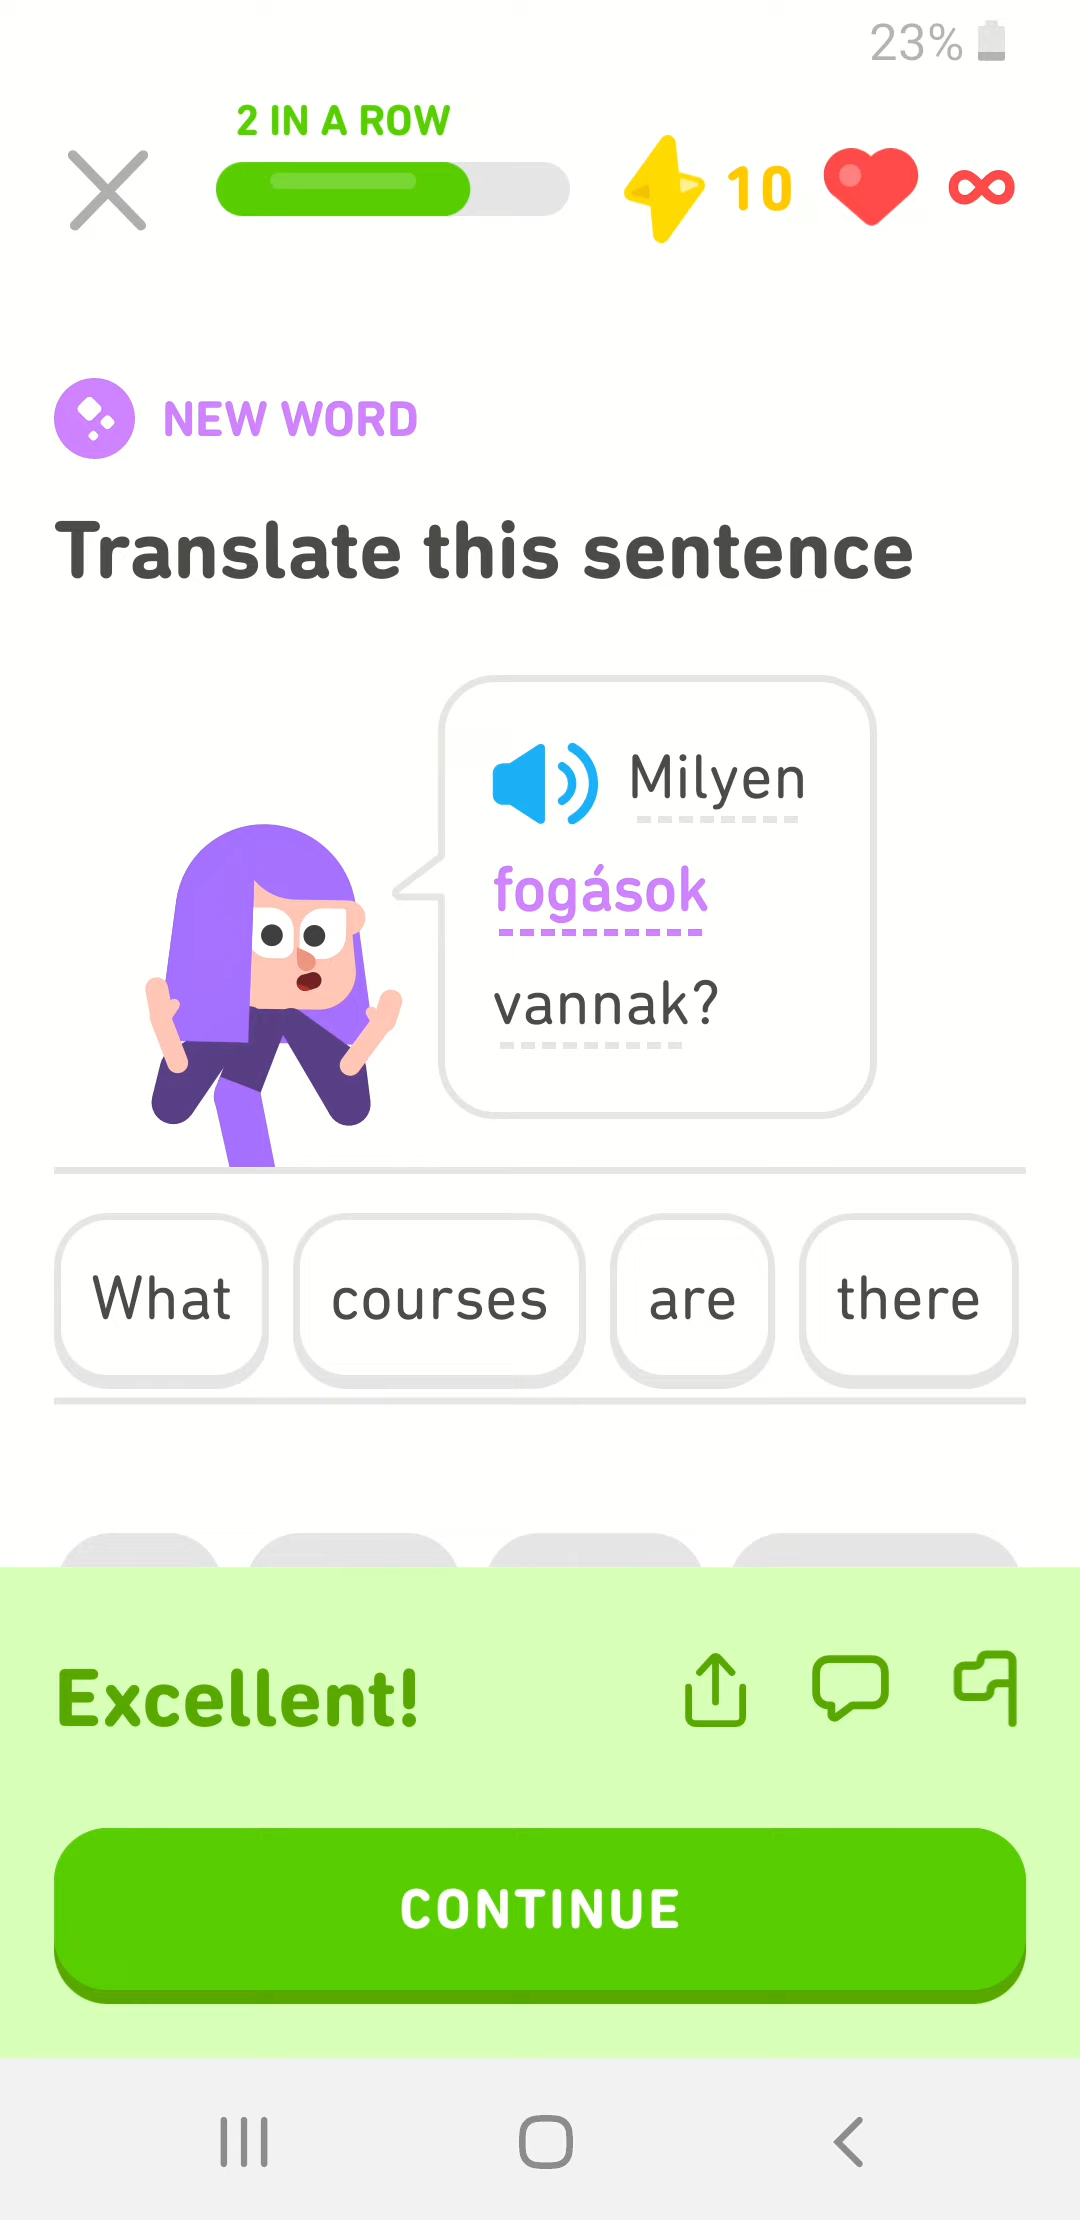 23%
2 IN A ROW
10
NEW WORD
Translate this sentence
Milyen
fogások
vannak?
What courses are there
Excellent!
CONTINUE